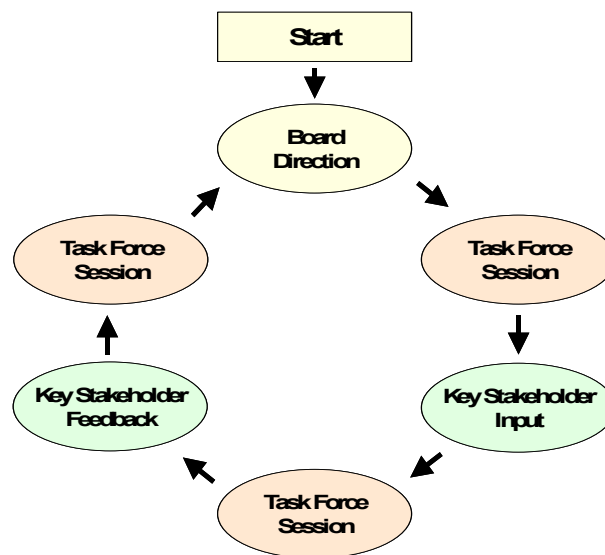 Start
Board
Direction
Task Force
Session
Task Force
Session
Key Stakeholder
Feedback
Key Stakeholder
Input
Task Force
Session